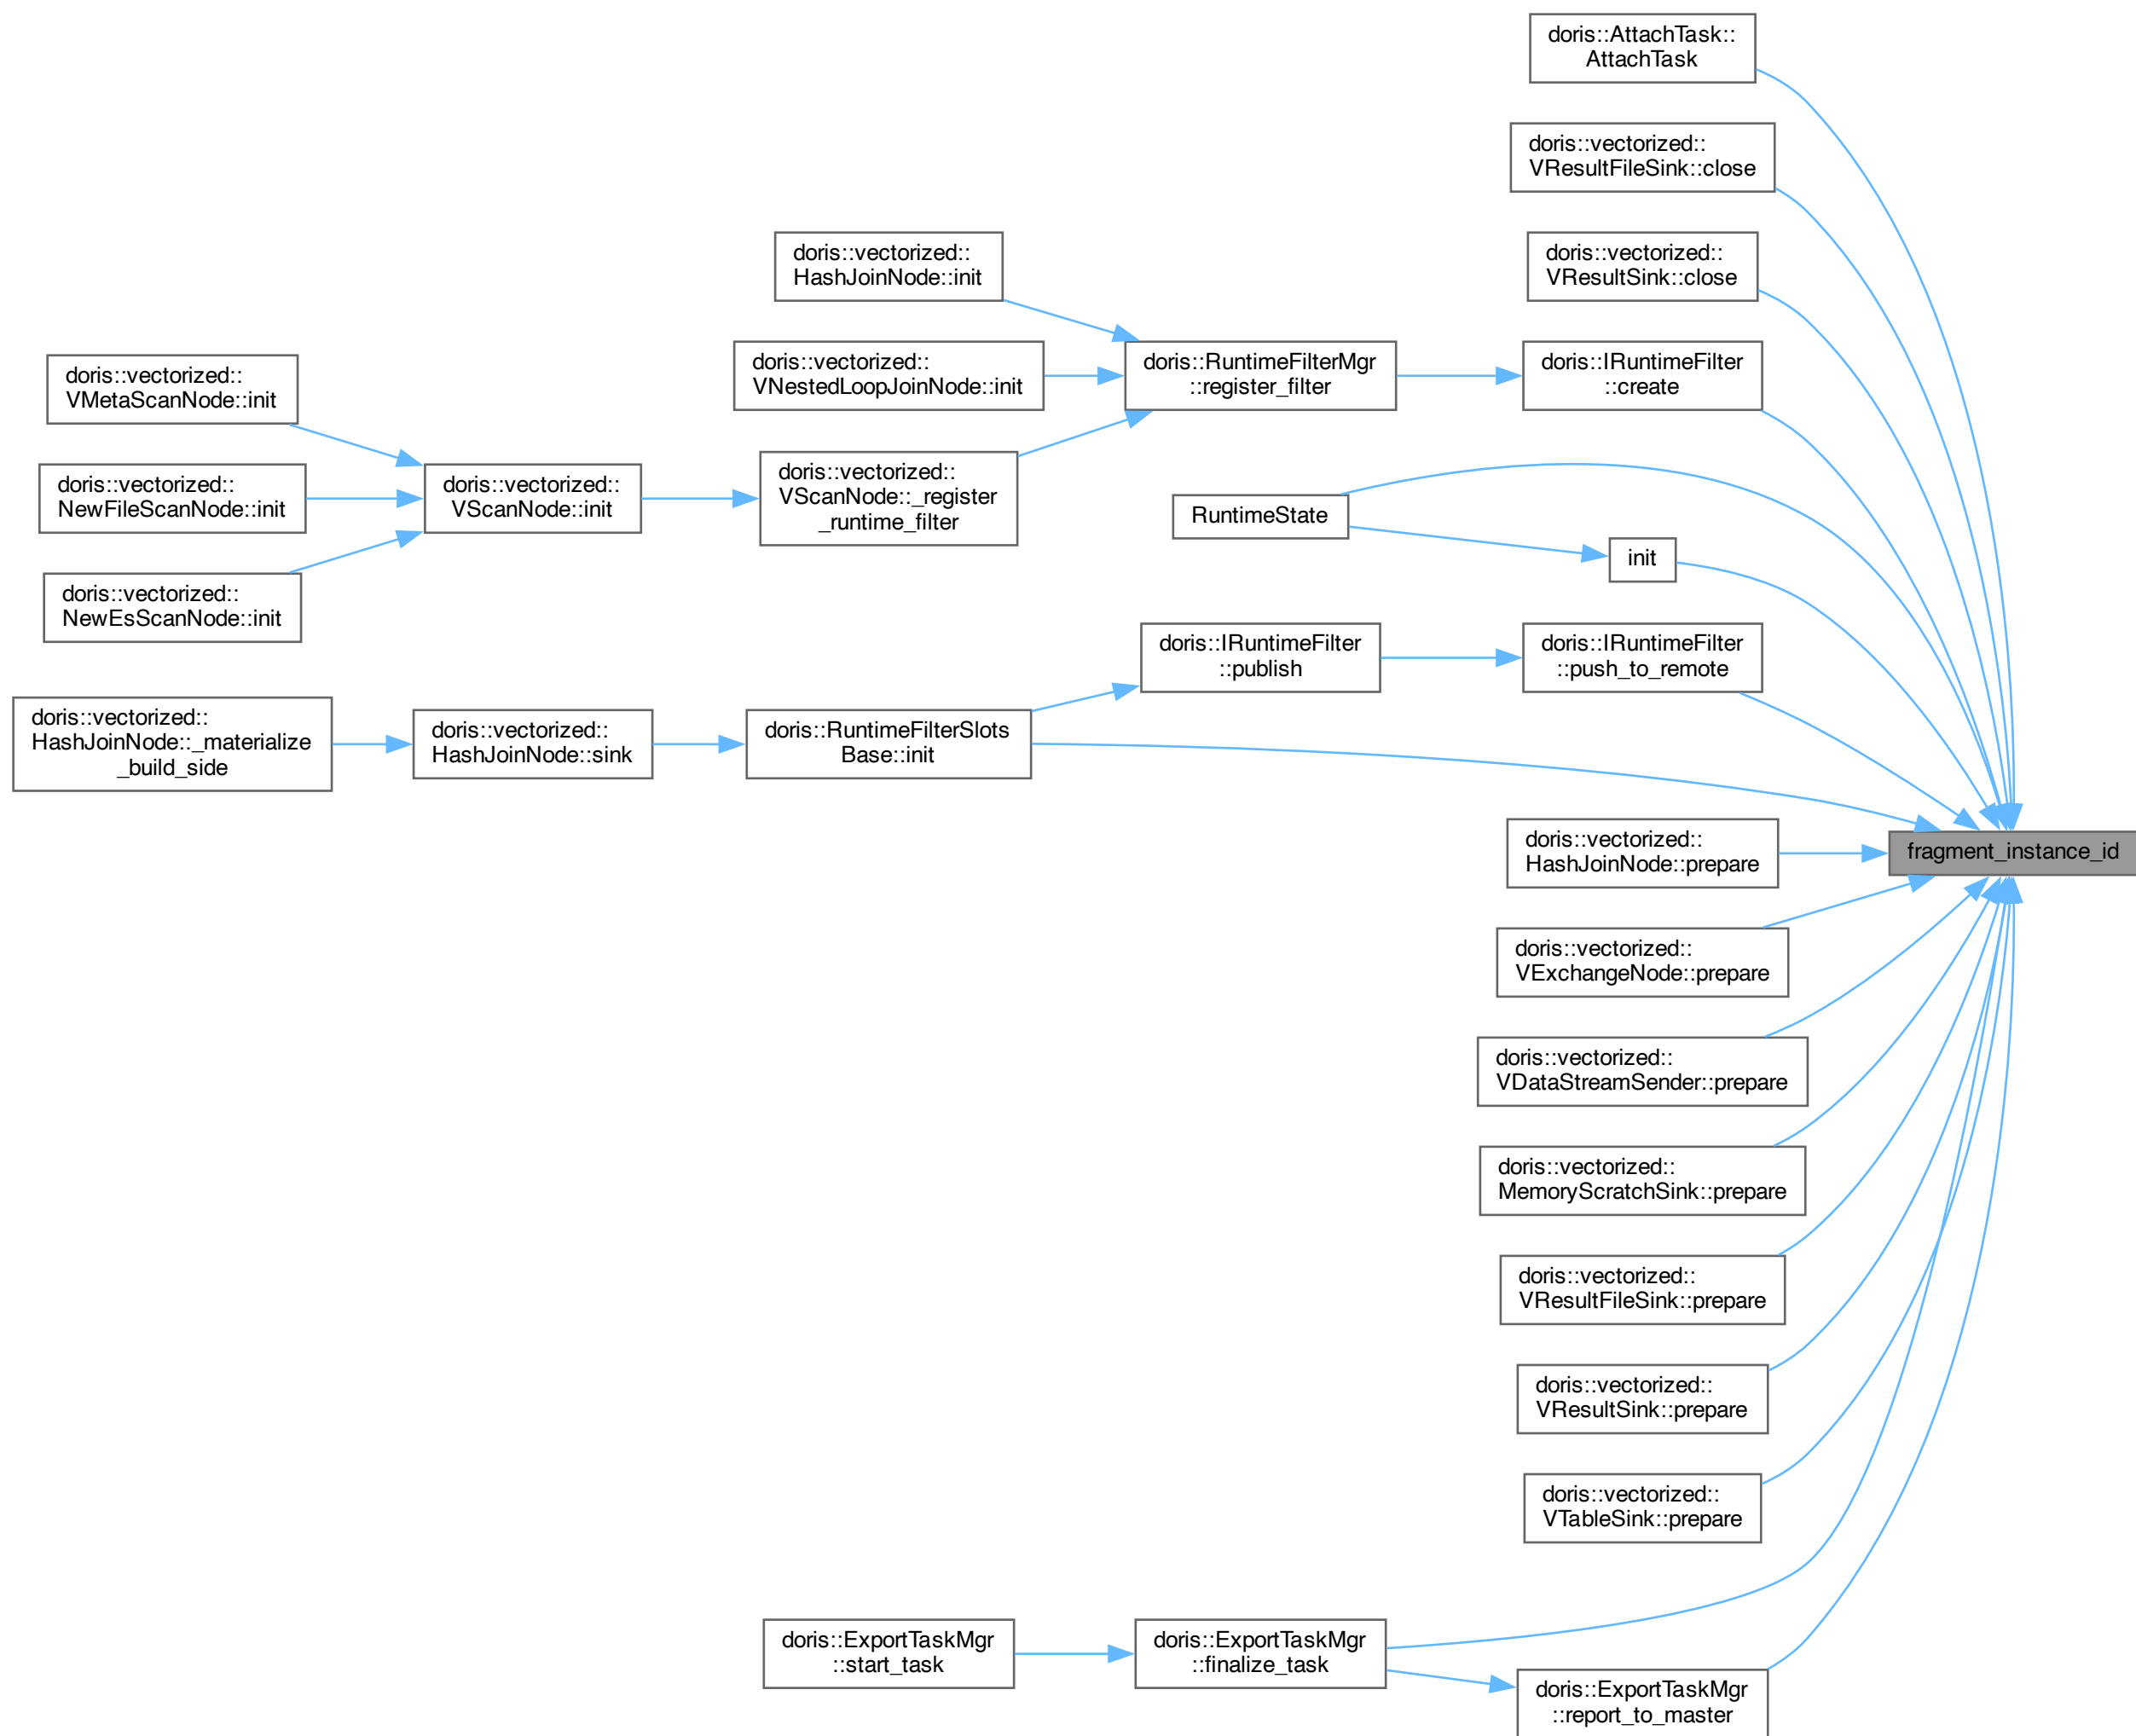 doris::AttachTask::
AttachTask
doris::vectorized::
VResultFileSink::close
doris::vectorized::
VResultSink::close
doris::vectorized::
HashJoinNode::init
doris::vectorized::
VNestedLoopJoinNode::init
doris::RuntimeFilterMgr
::register_filter
doris::IRuntimeFilter
::create
doris::vectorized::
VMetaScanNode::init
doris::vectorized::
NewFileScanNode::init
doris::vectorized::
VScanNode::init
doris::vectorized::
VScanNode::_register
_runtime_filter
RuntimeState
init
doris::vectorized::
NewEsScanNode::init
doris::IRuntimeFilter
::publish
doris::IRuntimeFilter
::push_to_remote
doris::vectorized::
HashJoinNode::_materialize
_build_side
doris::vectorized::
HashJoinNode::sink
doris::RuntimeFilterSlots
Base::init
doris::vectorized::
HashJoinNode::prepare
fragment_instance_id
doris::vectorized::
VExchangeNode::prepare
doris::vectorized::
VDataStreamSender::prepare
doris::vectorized::
MemoryScratchSink::prepare
doris::vectorized::
VResultFileSink::prepare
doris::vectorized::
VResultSink::prepare
doris::vectorized::
VTableSink::prepare
doris::ExportTaskMgr
::start_task
doris::ExportTaskMgr
::finalize_task
doris::ExportTaskMgr
::report_to_master